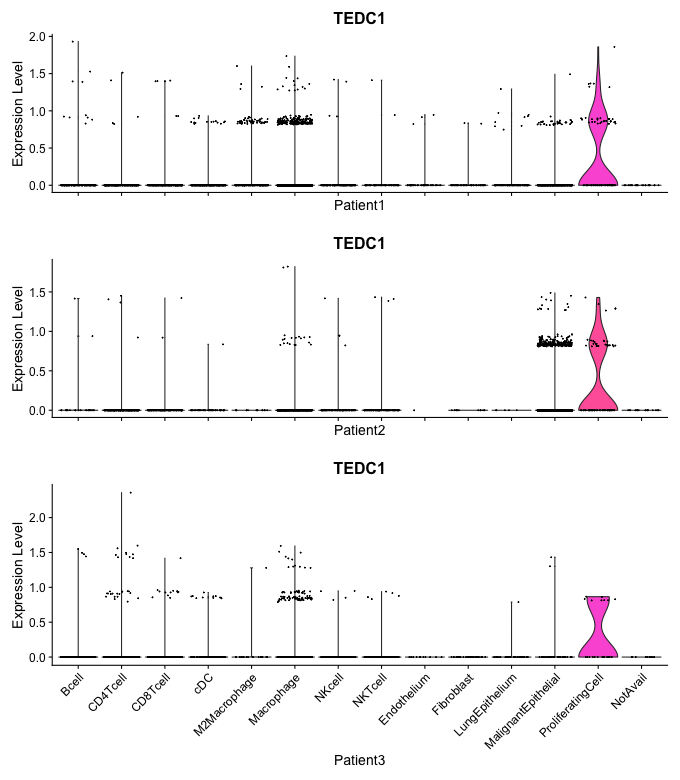 TEDC1
Expression Level
2.0
1.5
1.0
0.5
0.0
Patient1
TEDC1
Expression Level
1.5
1.0
0.5
0.0
Patient2
TEDC1
Expression Level
2.0
1.5
1.0
0.5
0.0
Bcell
CD4Tcell
CD8Tcell
cDC
M2Macrophage
Macrophage
NKcell
NKTcell
Endothelium
Fibroblast
LungEpithelium
MalignantEpithelial
ProliferatingCell
NotAvail
Patient3